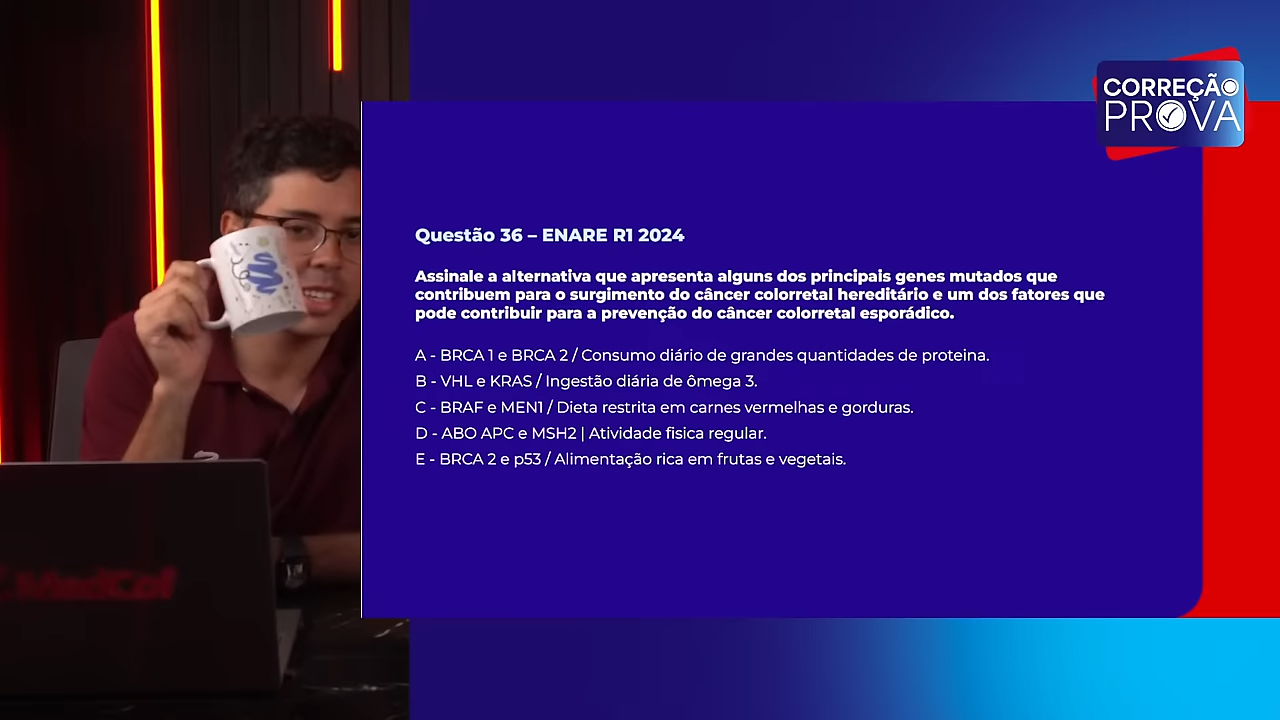 CORREÇÃO
PROVA
Questão 36 – ENARE R1 2024
Assinale a alternativa que apresenta alguns dos principais genes mutados que
contribuem para o surgimento do câncer colorretal hereditário e um dos fatores que
pode contribuir para a prevenção do câncer colorretal esporádico.
A - BRCA 1 e BRCA 2 / Consumo diário de grandes quantidades de proteina.
B - VHL e KRAS / Ingestão diária de ômega 3.
C - BRAF e MEN1 / Dieta restrita em carnes vermelhas e gorduras.
D - ABO APC e MSH2 | Atividade fisica regular.
E - BRCA 2 e p53 / Alimentação rica em frutas e vegetais.